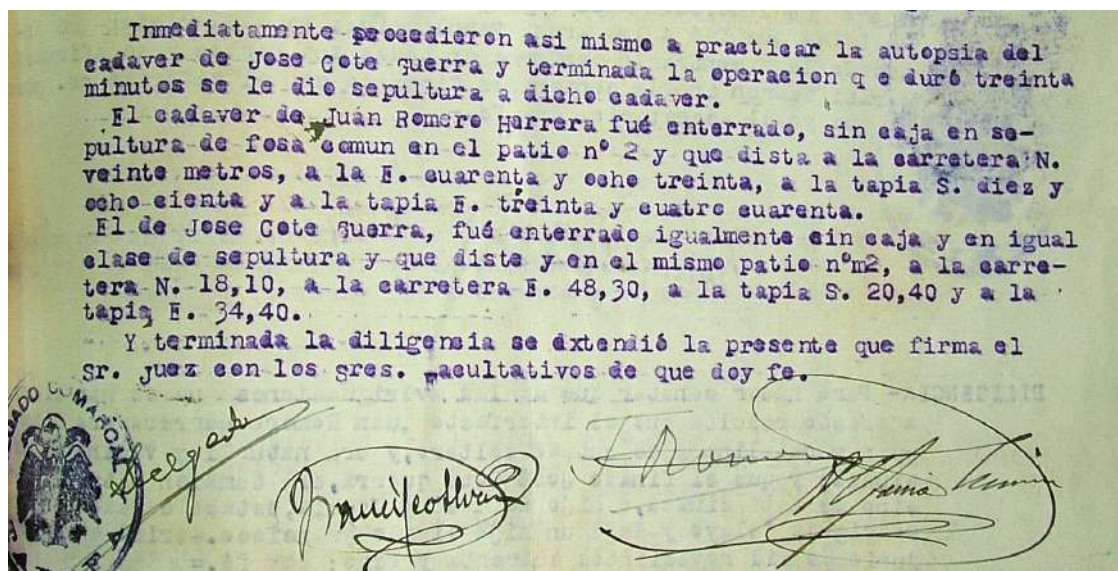 Inmediatamente procedieron asi mismo a practicar la autopsia del
cadaver de Jose Cote Guerra y terminada la operacion q e duró treinta
minutos se le dio sepultura a dicho cadaver.
El cadaver de Juán Romero Harrera fué enterrado, sin caja en se-
pultura de fosa comun en el patio nº 2 y que dista a la carretera N.
veinte metros, a la E. cuarenta y ocho treinta, a la tapia S. diez y
ocho cienta y a la tapia E. treinta y cuatro cuarenta.
El de Jose Cote Guerra, fué enterrado igualmente sin caja y en igual
clase de sepultura y que diste y en el mismo patio nºm2, a la carre-
tera N. 18,10, a la carretera E. 48,30, a la tapia S. 20,40 y a la
tapia E. 34,40.
Y terminada la diligencia se extendió la presente que firma el
Sr. juez con los sres. Facultativos de que doy fe.
Delgado